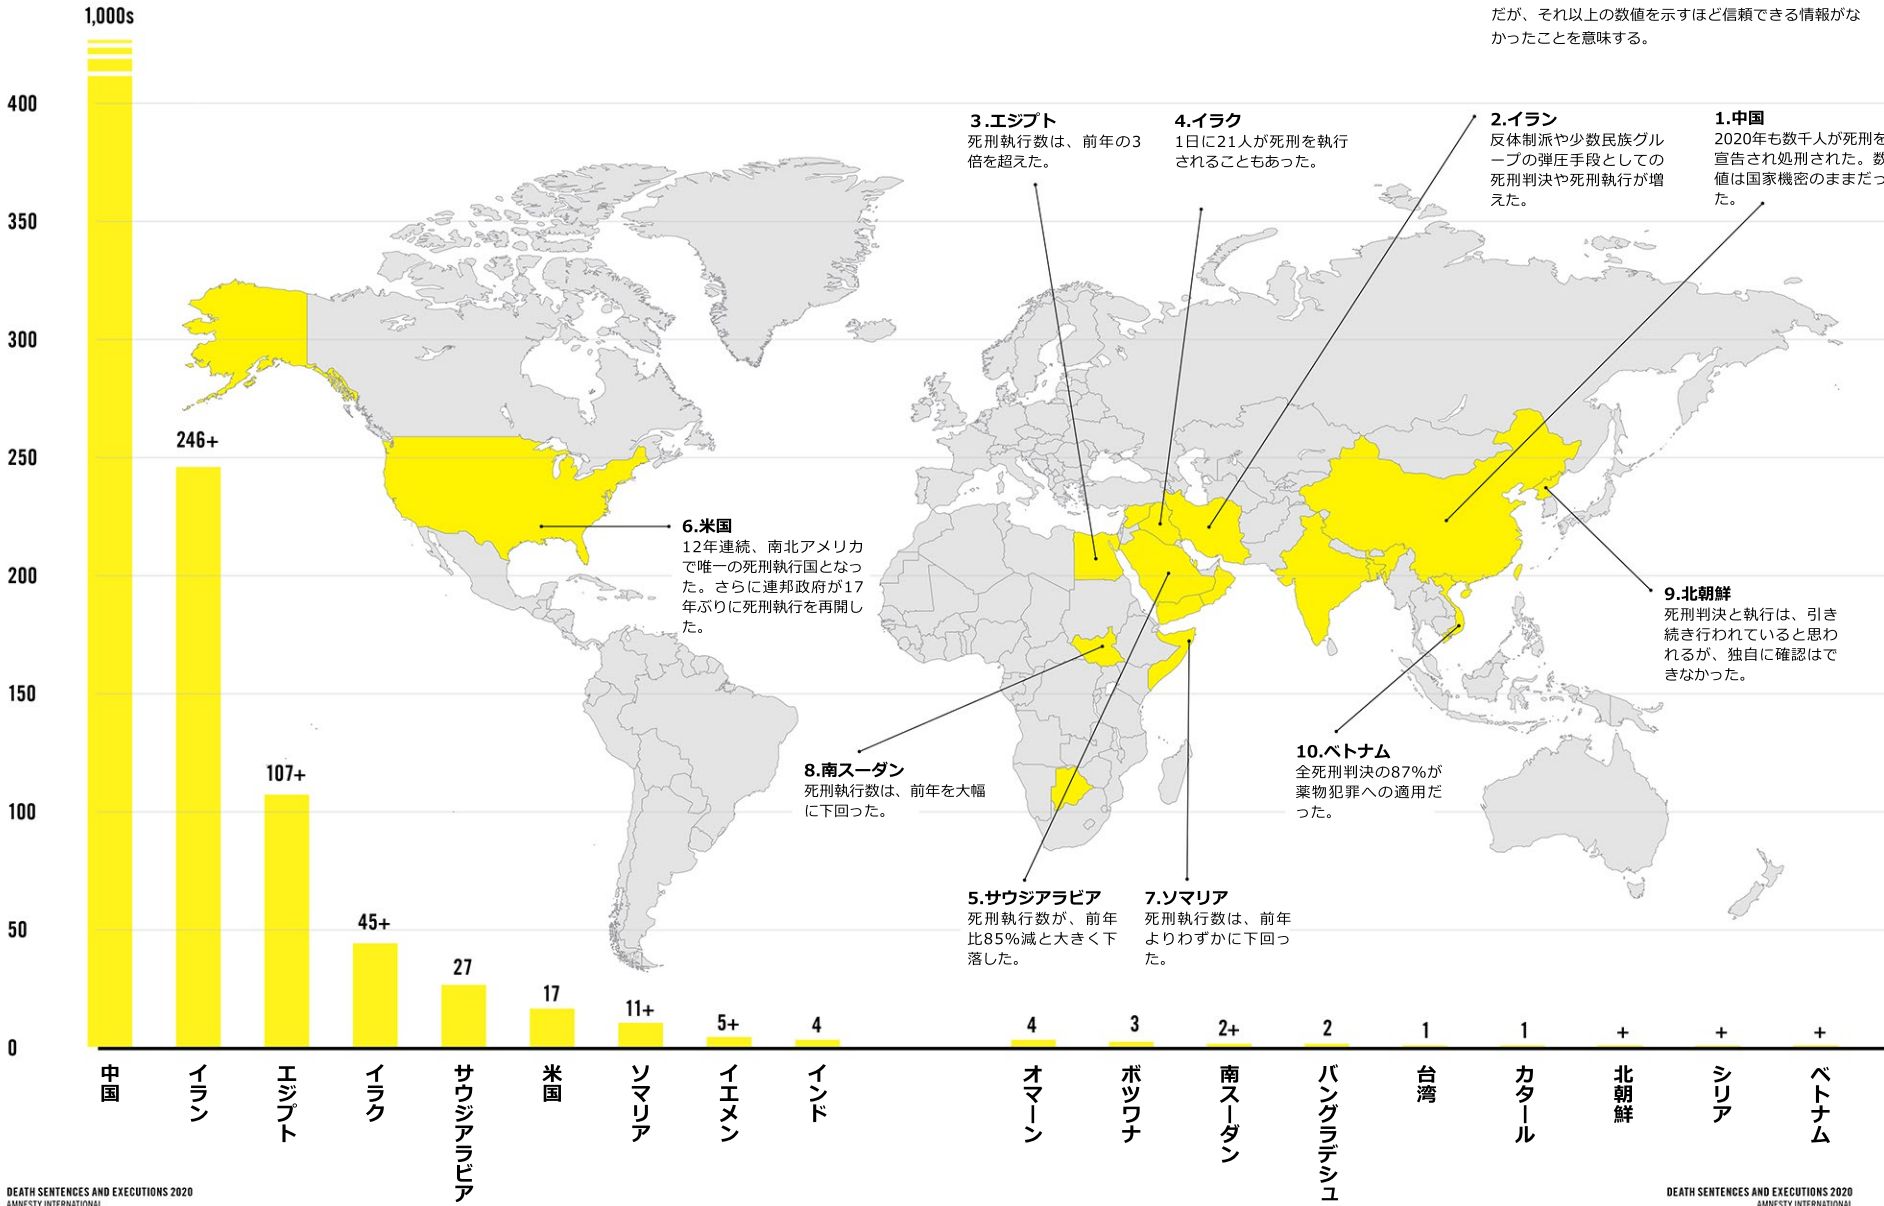 1,000s
だが、それ以上の数値を示すほど信頼できる情報がな
かったことを意味する。
400
350
300
250
200
150
100
50
0
3.エジプト
死刑執行数は、前年の3
倍を超えた。
4.イラク
1日に21人が死刑を執行
されることもあった。
2.イラン
反体制派や少数民族グル
ープの弾圧手段としての
死刑判決や死刑執行が増
えた。
1.中国
2020年も数千人が死刑を
宣告され処刑された。数
値は国家機密のままだっ
た。
6.米国
12年連続、南北アメリカ
で唯一の死刑執行国となっ
た。さらに連邦政府が17
年ぶりに死刑執行を再開し
た。
9.北朝鮮
死刑判決と執行は、引き
続き行われていると思わ
れるが、独自に確認はで
きなかった。
10.ベトナム
全死刑判決の87%が
薬物犯罪への適用だ
った。
8.南スーダン
死刑執行数は、前年を大幅
に下回った。
5.サウジアラビア
死刑執行数が、前年
比85%減と大きく下
落した。
7.ソマリア
死刑執行数は、前年
よりわずかに下回っ
た。
246+
107+
45+
27
17
11+
5+
4
4
3
2+
2
1
1
+
+
+
中国
イラン
エジプト
イラク
サウジアラビア
米国
ソマリア
イエメン
インド
オマーン
ボツワナ
南スーダン
バングラデシュ
台湾
カタール
北朝鮮
シリア
ベトナム
DEATH SENTENCES AND EXECUTIONS 2020
AMNESTY INTERNATIONAL
DEATH SENTENCES AND EXECUTIONS 2020
AMNESTY INTERNATIONAL